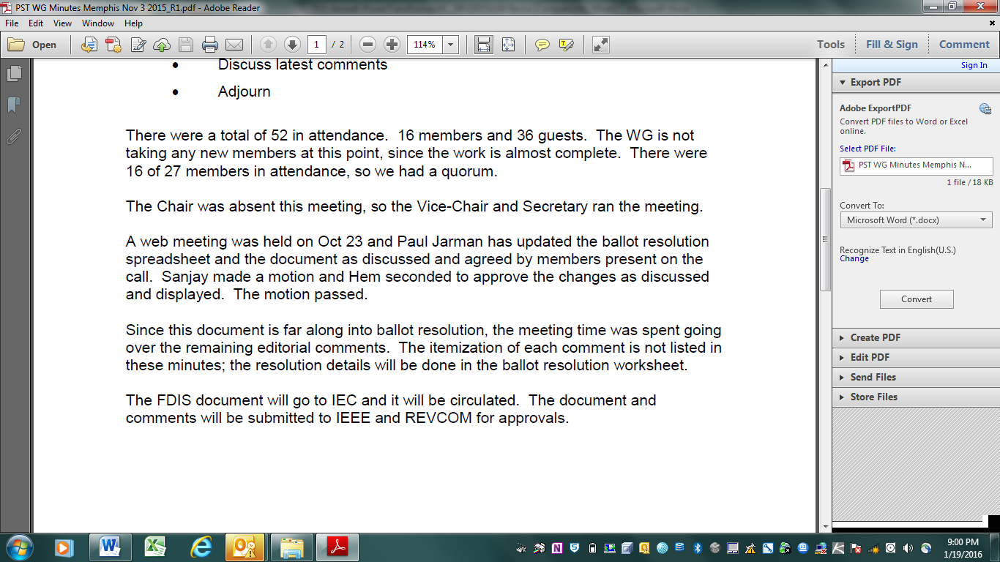 PST WG Minutes Memphis Nov 3 2015_R1.pdf - Adobe Reader
File Edit View Window Help
Open 1 / 2 114% Tools Fill & Sign Comment
• Discuss latest comments
• Adjourn
There were a total of 52 in attendance.  16 members and 36 guests.  The WG is not
taking any new members at this point, since the work is almost complete.  There were
16 of 27 members in attendance, so we had a quorum.
The Chair was absent this meeting, so the Vice-Chair and Secretary ran the meeting.
A web meeting was held on Oct 23 and Paul Jarman has updated the ballot resolution
spreadsheet and the document as discussed and agreed by members present on the
call.  Sanjay made a motion and Hem seconded to approve the changes as discussed
and displayed.  The motion passed.
Since this document is far along into ballot resolution, the meeting time was spent going
over the remaining editorial comments.  The itemization of each comment is not listed in
these minutes; the resolution details will be done in the ballot resolution worksheet.
The FDIS document will go to IEC and it will be circulated.  The document and
comments will be submitted to IEEE and REVCOM for approvals.
Sign In
Export PDF
Adobe ExportPDF
Convert PDF files to Word or Excel
online.
Select PDF File:
PST WG Minutes Memphis N...
1 file / 18 KB
Convert To:
Microsoft Word (*.docx)
Recognize Text in English(U.S.)
Change
Convert
Create PDF
Edit PDF
Send Files
Store Files
9:00 PM
1/19/2016